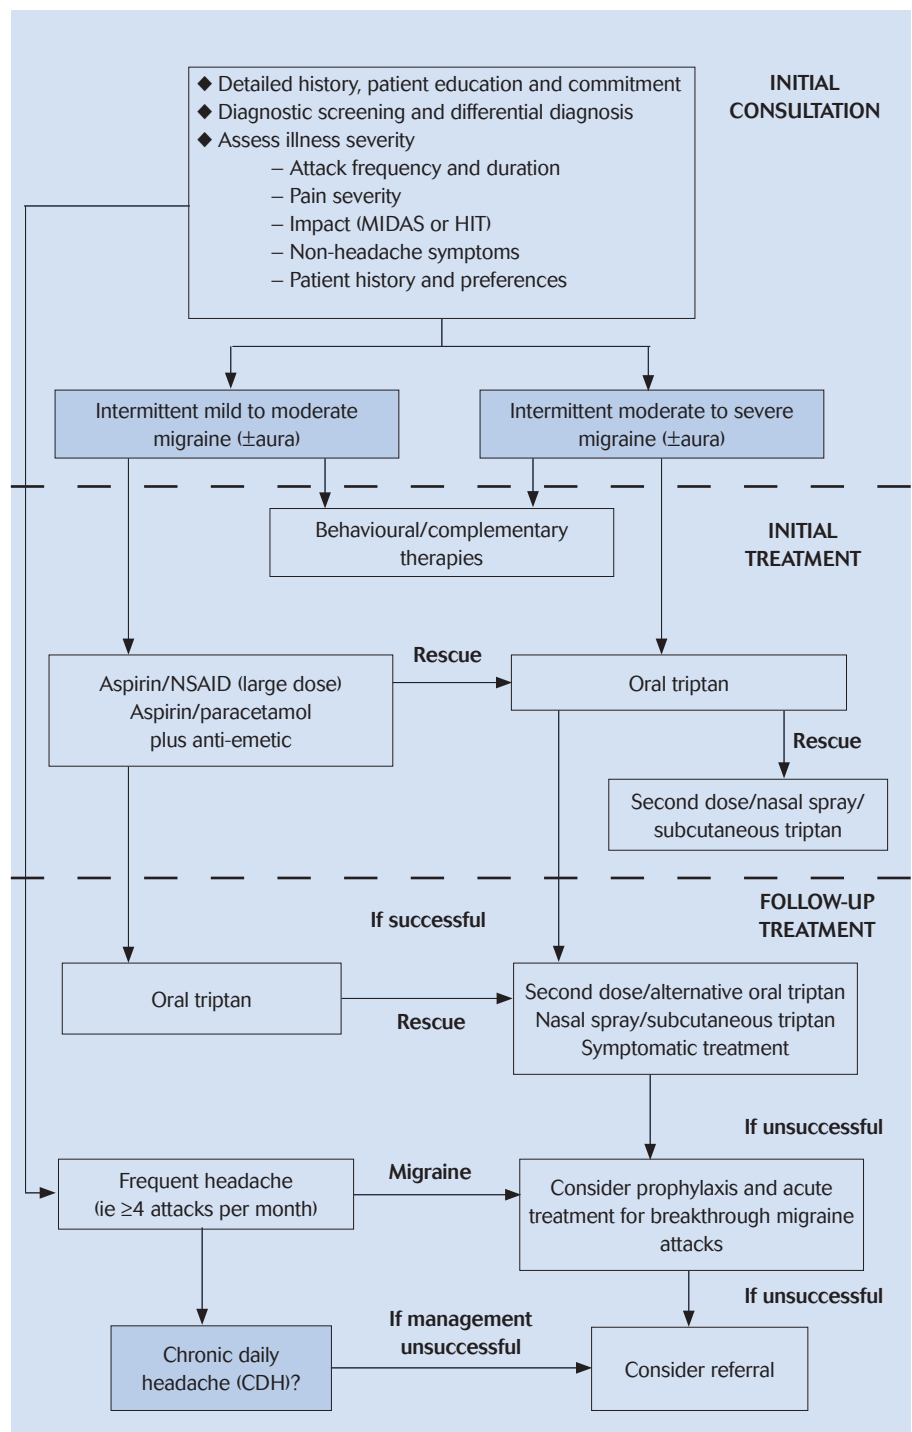 ◆ Detailed history, patient education and commitment
◆ Diagnostic screening and differential diagnosis
◆ Assess illness severity
– Attack frequency and duration
– Pain severity
– Impact (MIDAS or HIT)
– Non-headache symptoms
– Patient history and preferences
INITIAL
CONSULTATION
Intermittent mild to moderate
migraine (±aura)
Intermittent moderate to severe
migraine (±aura)
Behavioural/complementary
therapies
INITIAL
TREATMENT
Aspirin/NSAID (large dose)
Aspirin/paracetamol
plus anti-emetic
Rescue
Oral triptan
Rescue
Second dose/nasal spray/
subcutaneous triptan
FOLLOW-UP
TREATMENT
If successful
Oral triptan
Rescue
Second dose/alternative oral triptan
Nasal spray/subcutaneous triptan
Symptomatic treatment
If unsuccessful
Frequent headache
(ie ≥4 attacks per month)
Migraine
Consider prophylaxis and acute
treatment for breakthrough migraine
attacks
If unsuccessful
Chronic daily
headache (CDH)?
If management
unsuccessful
Consider referral